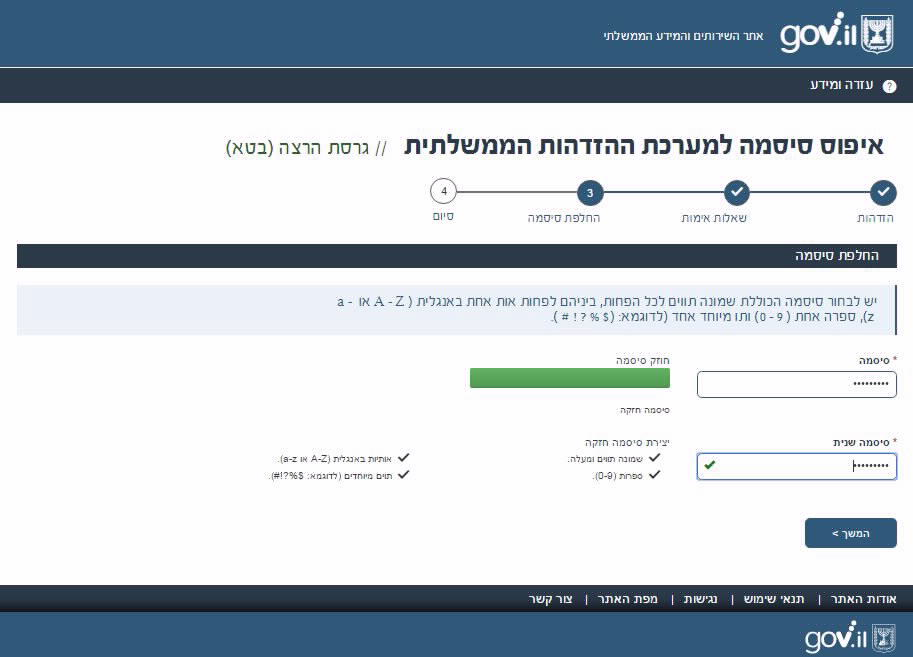 gov.il
אתר השירותים והמידע הממשלתי
? עזרה ומידע
איפוס סיסמה למערכת ההזדהות הממשלתית // גרסת הרצה (בטא)
3 4
הזדהות שאלות אימות החלפת סיסמה סיום
החלפת סיסמה
יש לבחור סיסמה הכוללת שמונה תווים לכל הפחות, ביניהם לפחות אות אחת באנגלית ( A - Z או a -
z), ספרה אחת ( 9 - 0) ותו מיוחד אחד (לדוגמא: ($ % ? ! # ).
* סיסמה
חוזק סיסמה
•••••••••
סיסמה חזקה
* סיסמה שנית
•••••••••
יצירת סיסמה חזקה
שמונה תווים ומעלה.
אותיות באנגלית (A-Z או a-z).
ספרות (0-9).
תוים מיוחדים (לדוגמא: $%?!#).
המשך >
אודות האתר | תנאי שימוש | נגישות | מפת האתר | צור קשר
gov.il